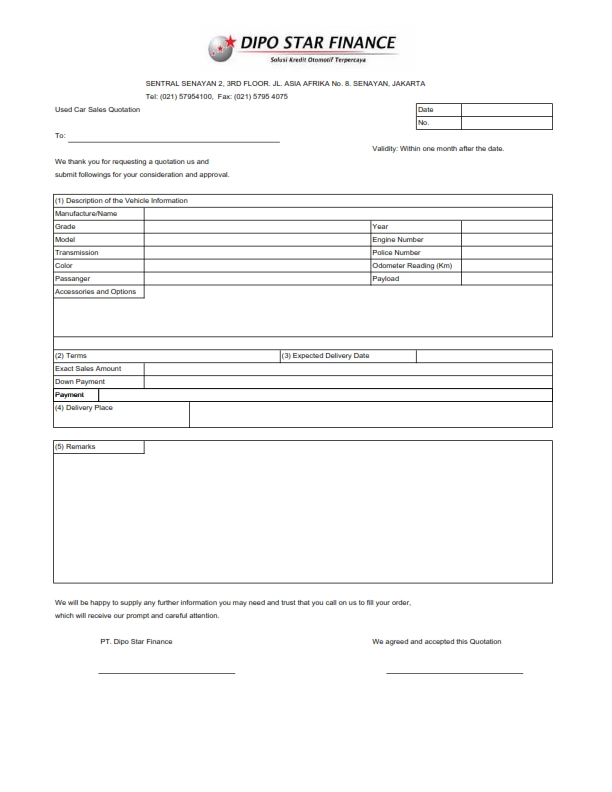 DIPO STAR FINANCE
Solusi Kredit Otomotif Terpercaya
SENTRAL SENAYAN 2, 3RD FLOOR. JL. ASIA AFRIKA No. 8. SENAYAN, JAKARTA
Tel: (021) 57954100, Fax: (021) 5795 4075
Used Car Sales Quotation
Date
No.
To:
Validity: Within one month after the date.
We thank you for requesting a quotation us and
submit followings for your consideration and approval.
(1) Description of the Vehicle Information
Manufacture/Name
Grade Year
Model Engine Number
Transmission Police Number
Color Odometer Reading (Km)
Passanger Payload
Accessories and Options
(2) Terms (3) Expected Delivery Date
Exact Sales Amount
Down Payment
Payment
(4) Delivery Place
(5) Remarks
We will be happy to supply any further information you may need and trust that you call on us to fill your order,
which will receive our prompt and careful attention.
PT. Dipo Star Finance We agreed and accepted this Quotation